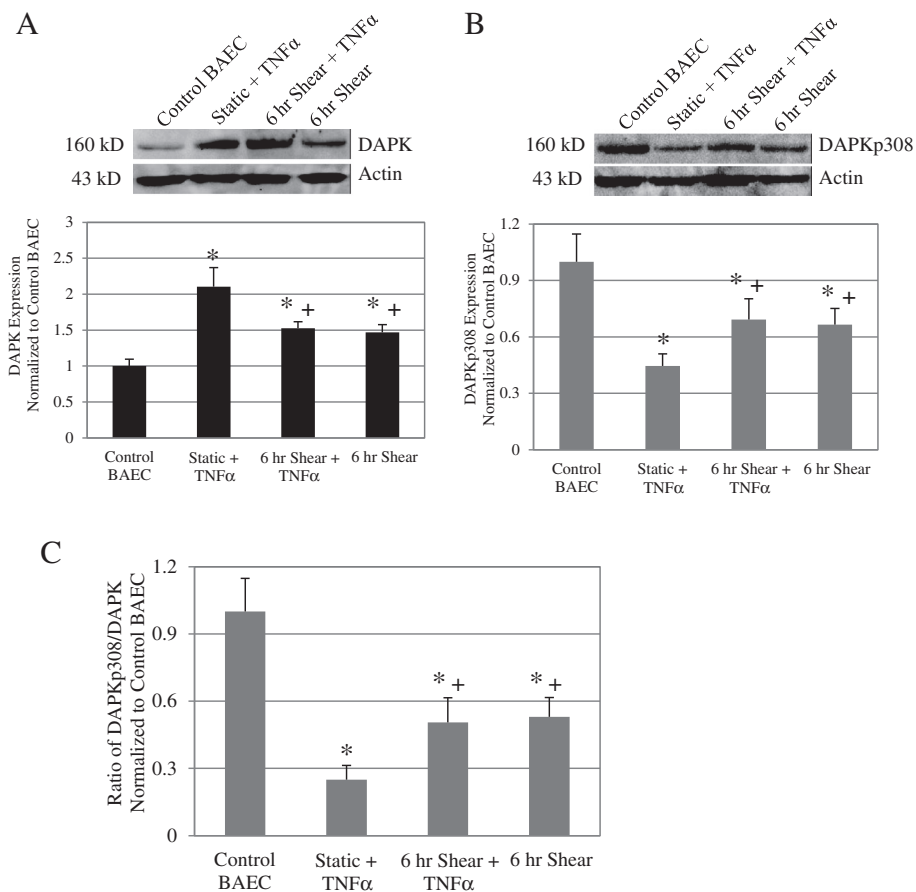 A
Control BAEC
Static + TNFα
6 hr Shear + TNFα
6 hr Shear
160 kD
DAPK
43 kD
Actin
DAPK Expression
Normalized to Control BAEC
3
2.5
2
1.5
1
0.5
0
*
* +
* +
Control
BAEC
Static +
TNFα
6 hr Shear +
TNFα
6 hr Shear
B
Control BAEC
Static + TNFα
6 hr Shear + TNFα
6 hr Shear
160 kD
DAPKp308
43 kD
Actin
DAPKp308 Expression
Normalized to Control BAEC
1.2
0.9
0.6
0.3
0
*
* +
* +
Control
BAEC
Static +
TNFα
6 hr Shear +
TNFα
6 hr Shear
C
Ratio of DAPKp308/DAPK
Normalized to Control BAEC
1.2
0.9
0.6
0.3
0
*
* +
* +
Control
BAEC
Static +
TNFα
6 hr Shear +
TNFα
6 hr Shear